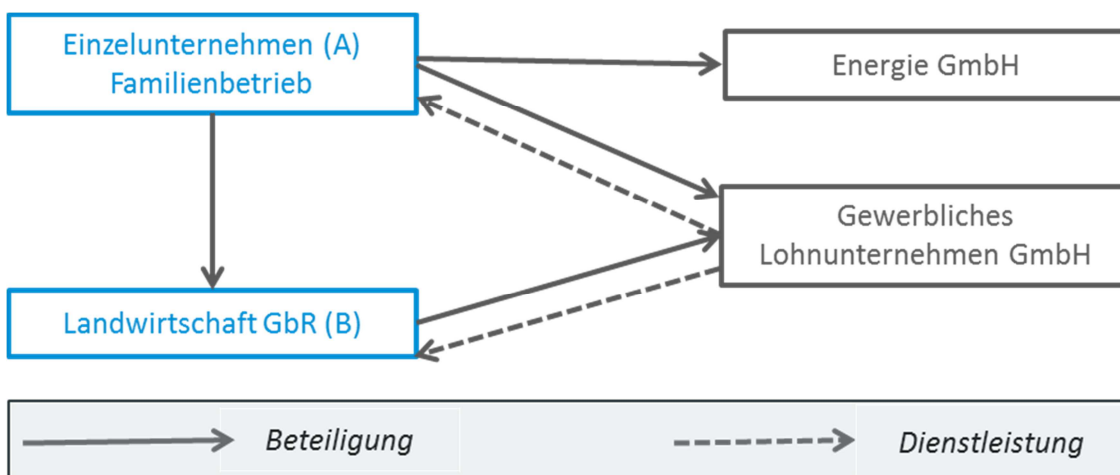 Einzelunternehmen (A)
Familienbetrieb
Energie GmbH
Gewerbliches
Lohnunternehmen GmbH
Landwirtschaft GbR (B)
Beteiligung
Dienstleistung